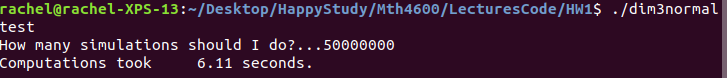 rachel@rachel-XPS-13:~/Desktop/HappyStudy/Mth4600/LecturesCode/HW1$ ./dim3normal
test
How many simulations should I do?...50000000
Computations took     6.11 seconds.